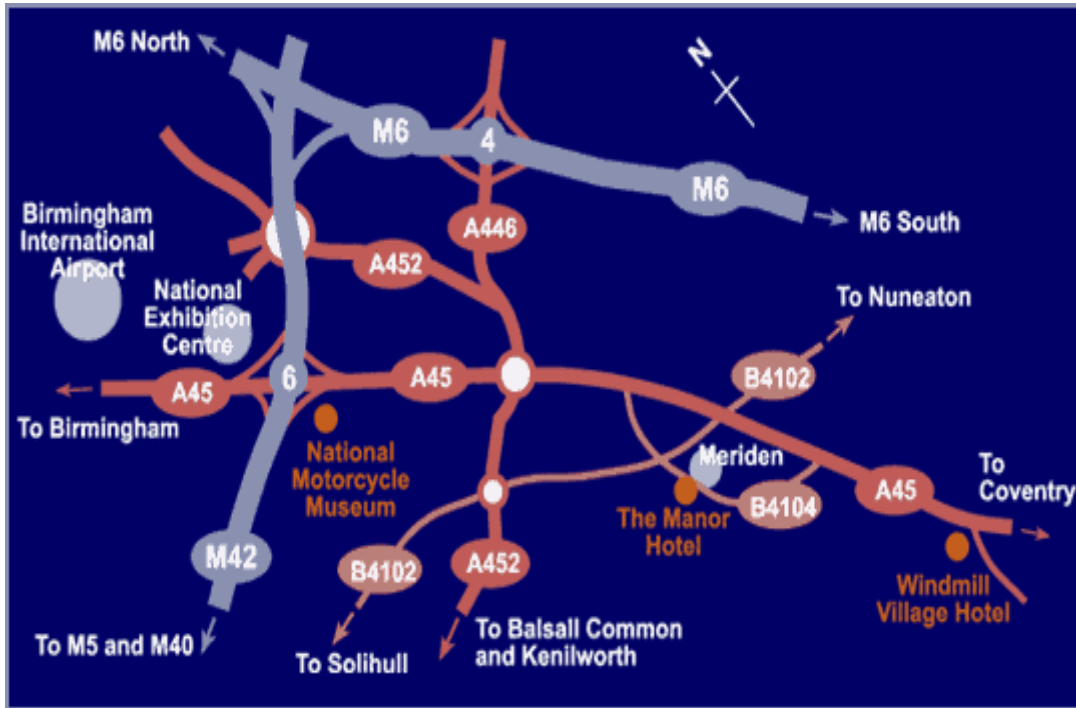 M6 North
N
M6
4
M6
M6 South
Birmingham
International
Airport
A446
A452
National
Exhibition
Centre
To Nuneaton
A45
6
A45
B4102
To Birmingham
National
Motorcycle
Museum
Meriden
To
Coventry
A45
B4104
The Manor
Hotel
M42
B4102
A452
Windmill
Village Hotel
To M5 and M40
To Solihull
To Balsall Common
and Kenilworth